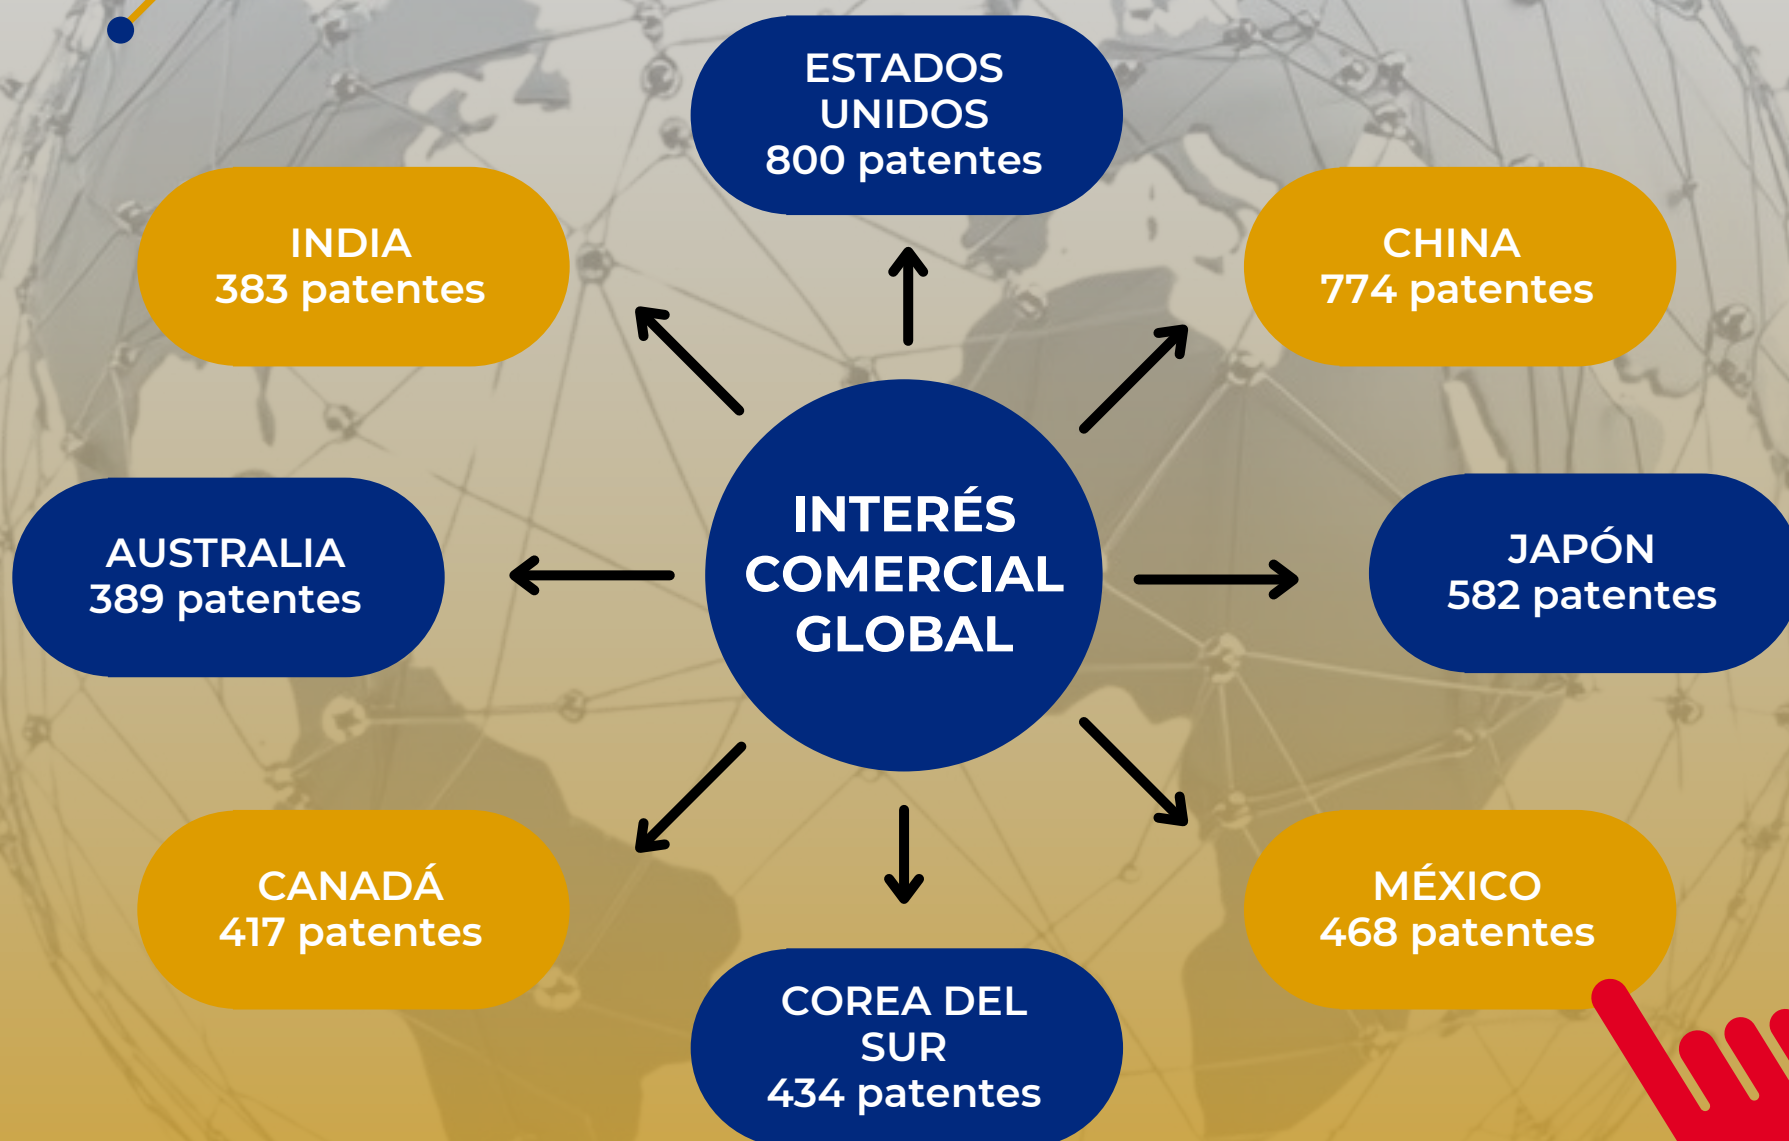 ESTADOS
UNIDOS
800 patentes
INDIA
383 patentes
CHINA
774 patentes
INTERÉS
COMERCIAL
GLOBAL
AUSTRALIA
389 patentes
JAPÓN
582 patentes
CANADÁ
417 patentes
MÉXICO
468 patentes
COREA DEL
SUR
434 patentes